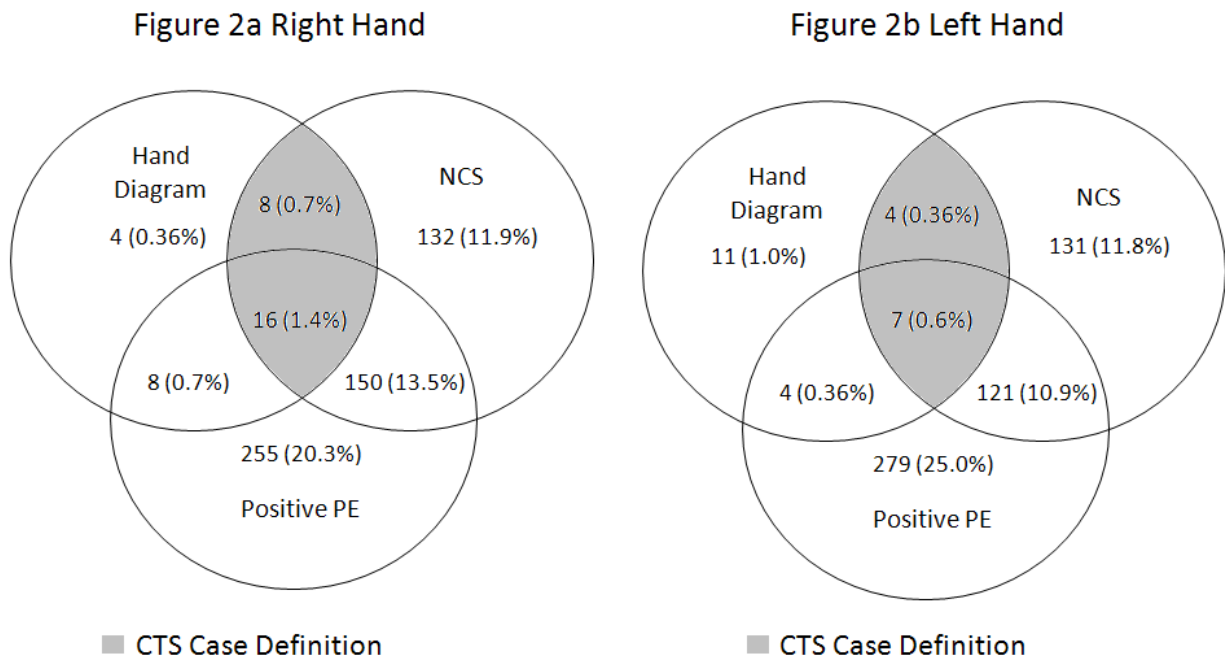 Figure 2a Right Hand
Hand
Diagram
4 (0.36%)
8 (0.7%)
NCS
132 (11.9%)
16 (1.4%)
8 (0.7%)
150 (13.5%)
255 (20.3%)
Positive PE
CTS Case Definition
Figure 2b Left Hand
Hand
Diagram
11 (1.0%)
4 (0.36%)
NCS
131 (11.8%)
7 (0.6%)
4 (0.36%)
121 (10.9%)
279 (25.0%)
Positive PE
CTS Case Definition